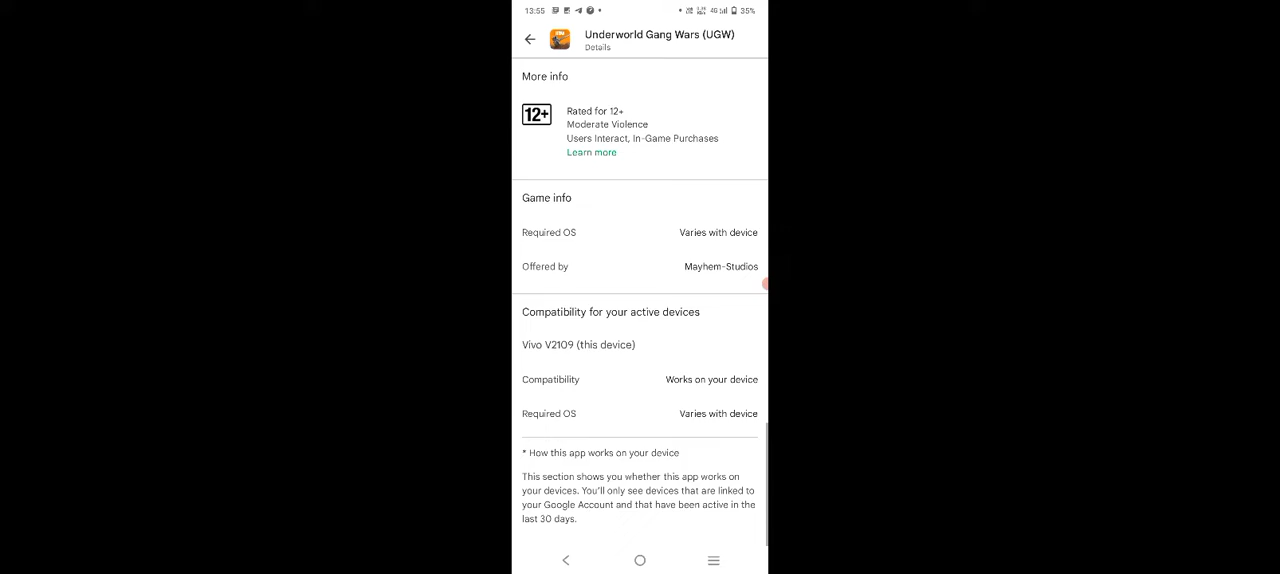 13:55
4G
35%
Underworld Gang Wars (UGW)
Details
More info
12+
Rated for 12+
Moderate Violence
Users Interact, In-Game Purchases
Learn more
Game info
Required OS Varies with device
Offered by Mayhem-Studios
Compatibility for your active devices
Vivo V2109 (this device)
Compatibility Works on your device
Required OS Varies with device
* How this app works on your device
This section shows you whether this app works on
your devices. You'll only see devices that are linked to
your Google Account and that have been active in the
last 30 days.